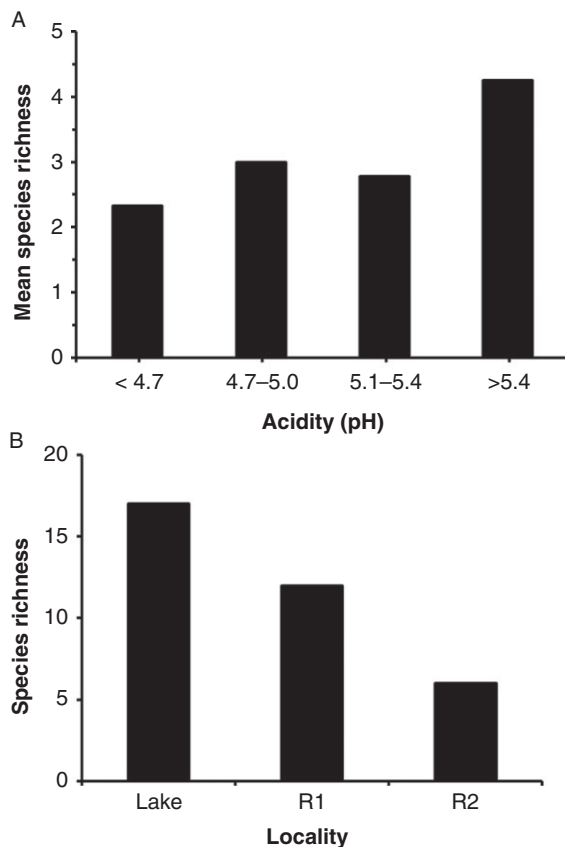 A
5
4
3
2
1
0
Mean species richness
< 4.7 4.7–5.0 5.1–5.4 >5.4
Acidity (pH)
B
20
15
10
5
0
Species richness
Lake R1 R2
Locality